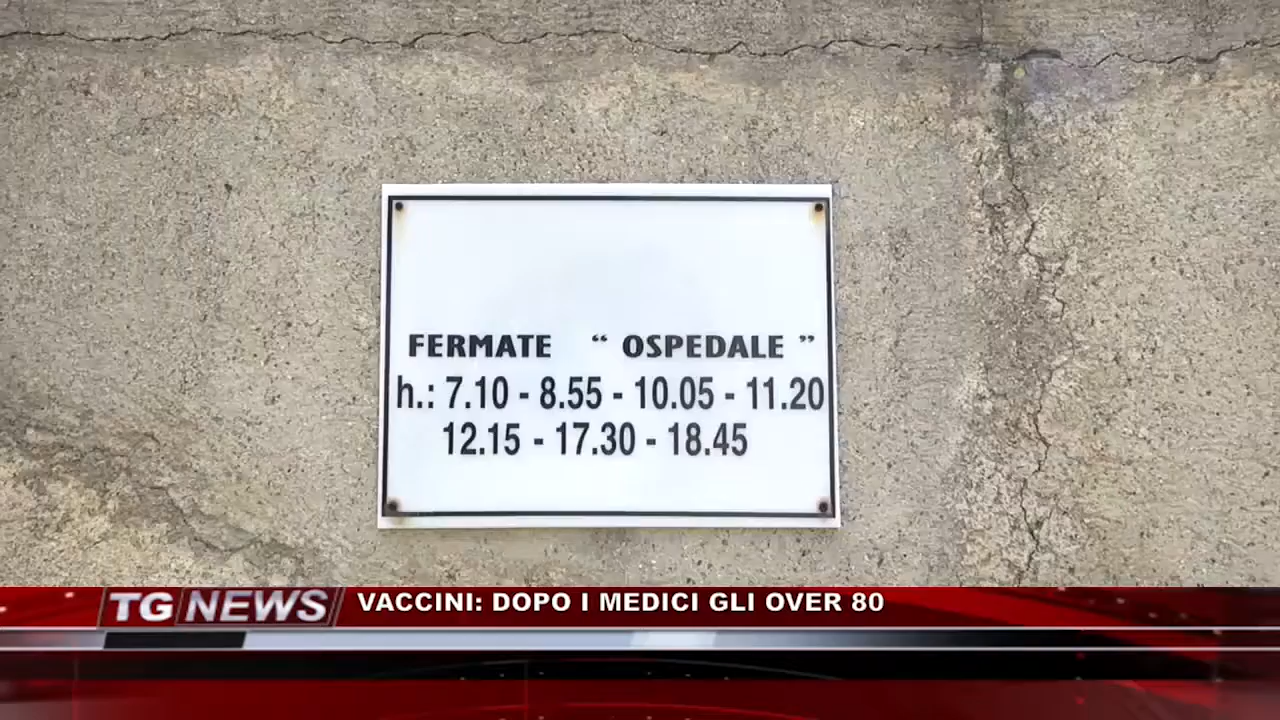 FERMATE “ OSPEDALE ”
h.: 7.10 - 8.55 - 10.05 - 11.20
12.15 - 17.30 - 18.45
TG NEWS VACCINI: DOPO I MEDICI GLI OVER 80